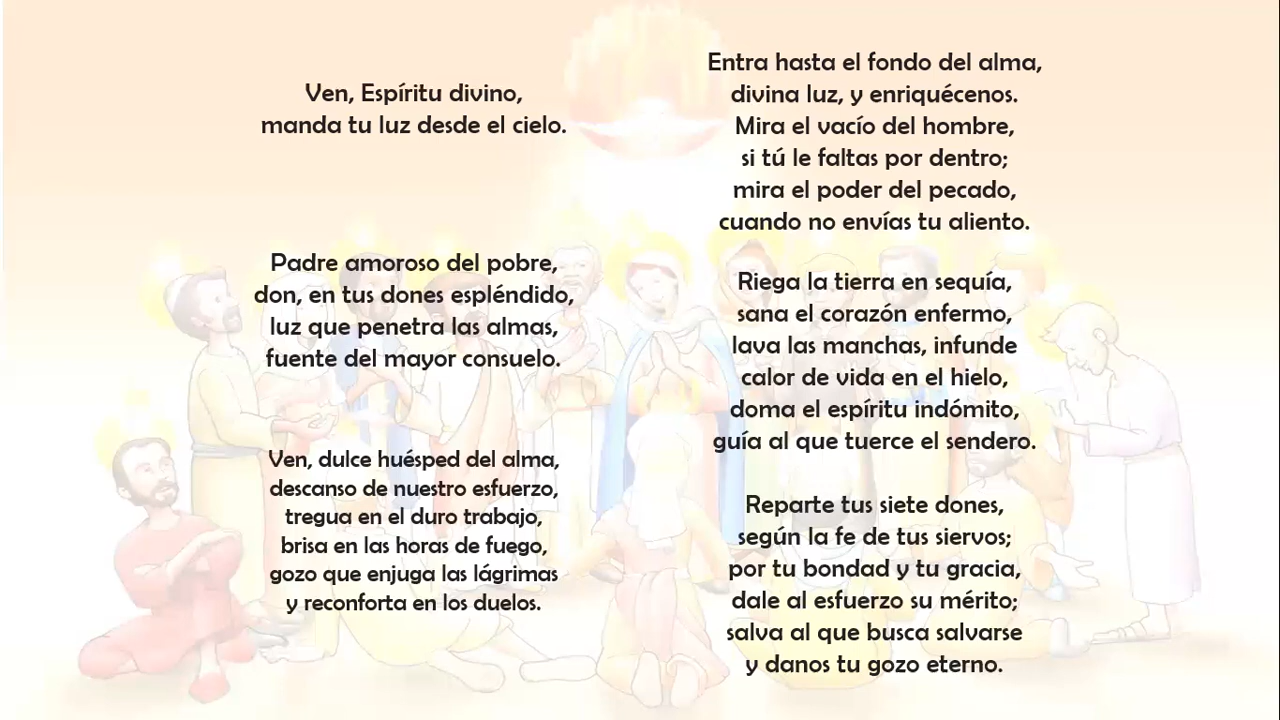 Ven, Espíritu divino,
manda tu luz desde el cielo.
Padre amoroso del pobre,
don, en tus dones espléndido,
luz que penetra las almas,
fuente del mayor consuelo.
Ven, dulce huésped del alma,
descanso de nuestro esfuerzo,
tregua en el duro trabajo,
brisa en las horas de fuego,
gozo que enjuga las lágrimas
y reconforta en los duelos.
Entra hasta el fondo del alma,
divina luz, y enriquécenos.
Mira el vacío del hombre,
si tú le faltas por dentro;
mira el poder del pecado,
cuando no envías tu aliento.
Riega la tierra en sequía,
sana el corazón enfermo,
lava las manchas, infunde
calor de vida en el hielo,
doma el espíritu indómito,
guía al que tuerce el sendero.
Reparte tus siete dones,
según la fe de tus siervos;
por tu bondad y tu gracia,
dale al esfuerzo su mérito;
salva al que busca salvarse
y danos tu gozo eterno.